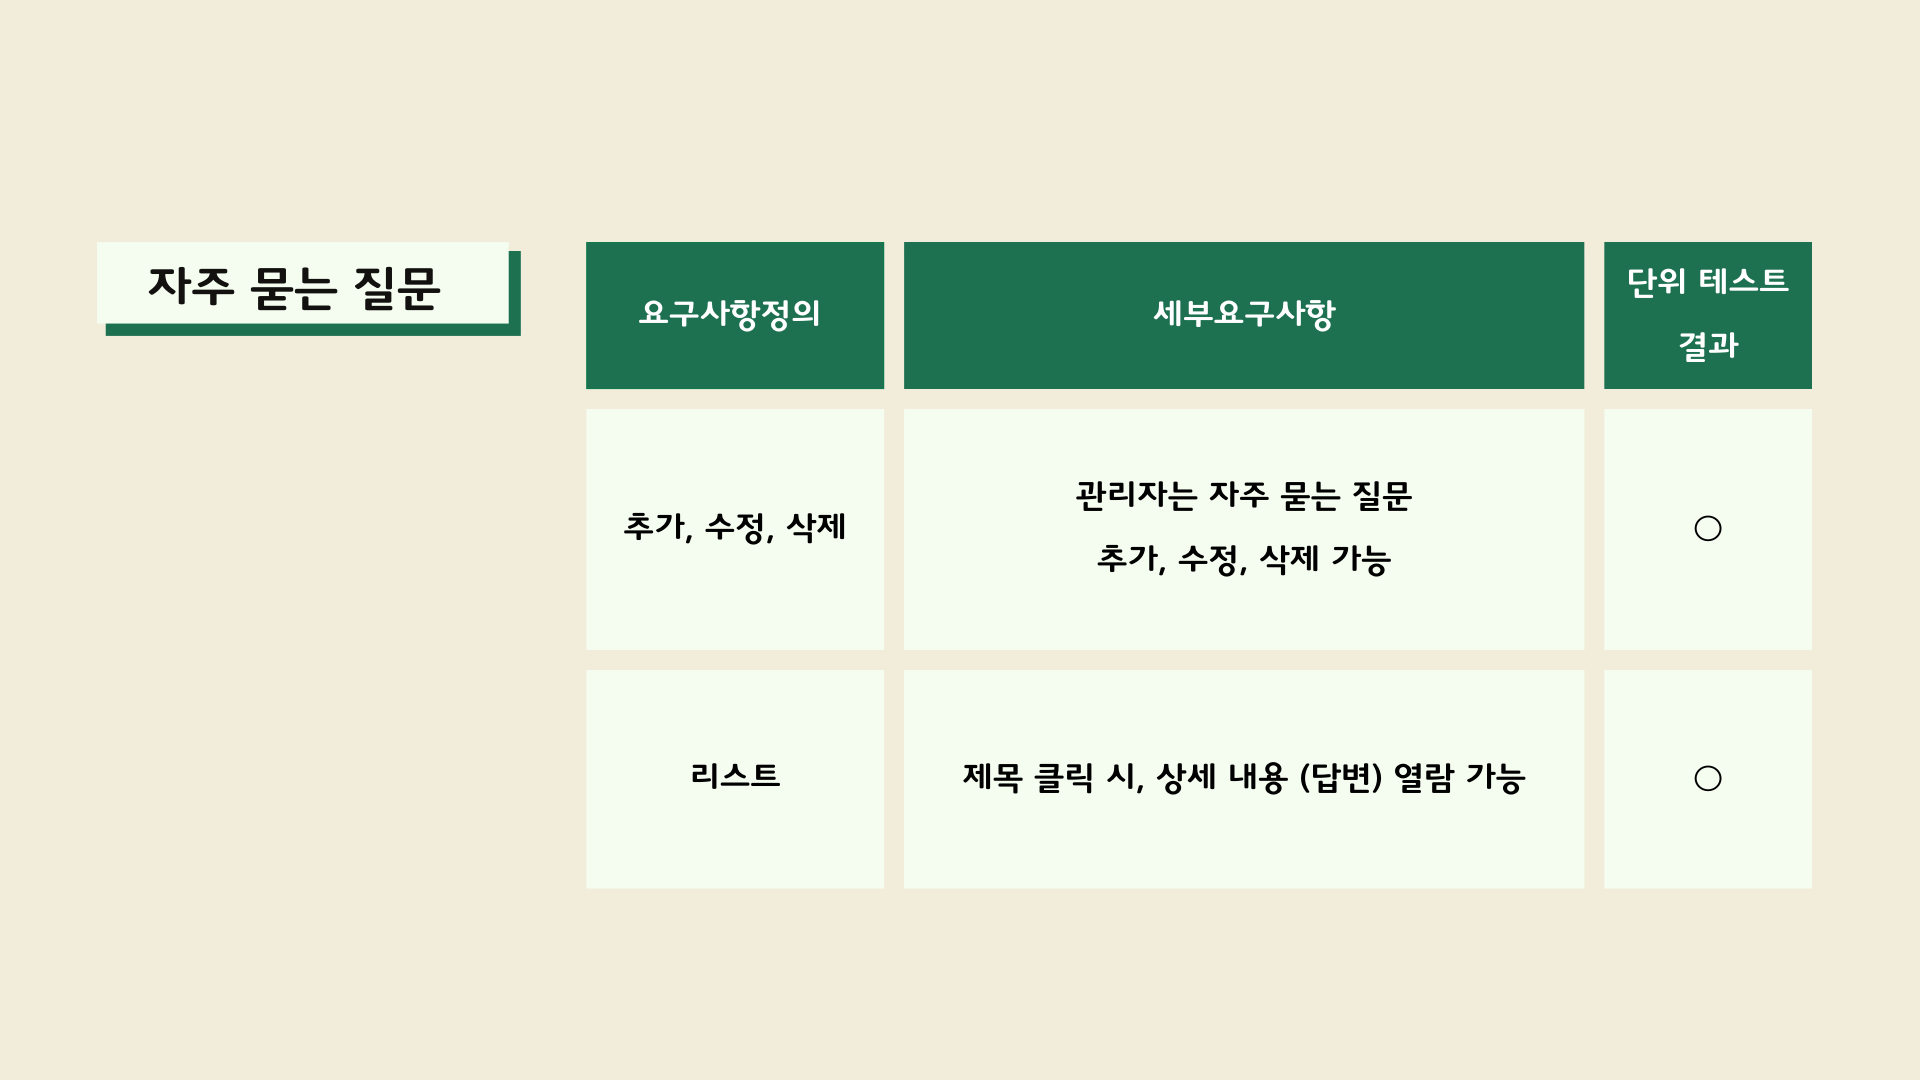 자주 묻는 질문
요구사항정의
세부요구사항
단위 테스트
결과
추가, 수정, 삭제
관리자는 자주 묻는 질문
추가, 수정, 삭제 가능
○
리스트
제목 클릭 시, 상세 내용 (답변) 열람 가능
○